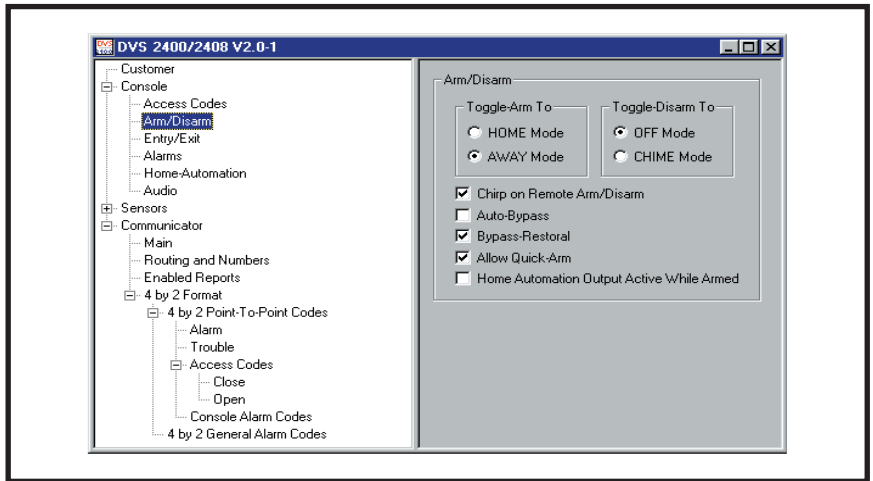 DVS 2400/2408 V2.0-1
Customer
Console
Access Codes
Arm/Disarm
Entry/Exit
Alarms
Home-Automation
Audio
Sensors
Communicator
Main
Routing and Numbers
Enabled Reports
4 by 2 Format
4 by 2 Point-To-Point Codes
Alarm
Trouble
Access Codes
Close
Open
Console Alarm Codes
4 by 2 General Alarm Codes
Arm/Disarm
Toggle-Arm To
HOME Mode
AWAY Mode
Toggle-Disarm To
OFF Mode
CHIME Mode
Chirp on Remote Arm/Disarm
Auto-Bypass
Bypass-Restoral
Allow Quick-Arm
Home Automation Output Active While Armed